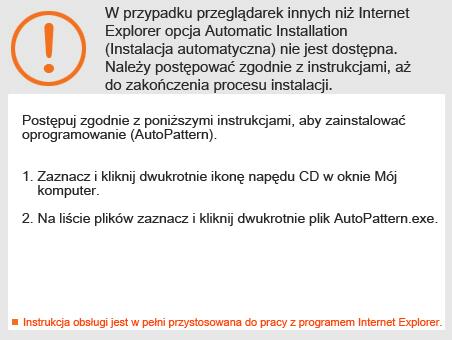 W przypadku przeglądarek innych niż Internet
Explorer opcja Automatic Installation
(Instalacja automatyczna) nie jest dostępna.
Należy postępować zgodnie z instrukcjami, aż
do zakończenia procesu instalacji.
Postępuj zgodnie z poniższymi instrukcjami, aby zainstalować
oprogramowanie (AutoPattern).
1. Zaznacz i kliknij dwukrotnie ikonę napędu CD w oknie Mój
komputer.
2. Na liście plików zaznacz i kliknij dwukrotnie plik AutoPattern.exe.
Instrukcja obsługi jest w pełni przystosowana do pracy z programem Internet Explorer.